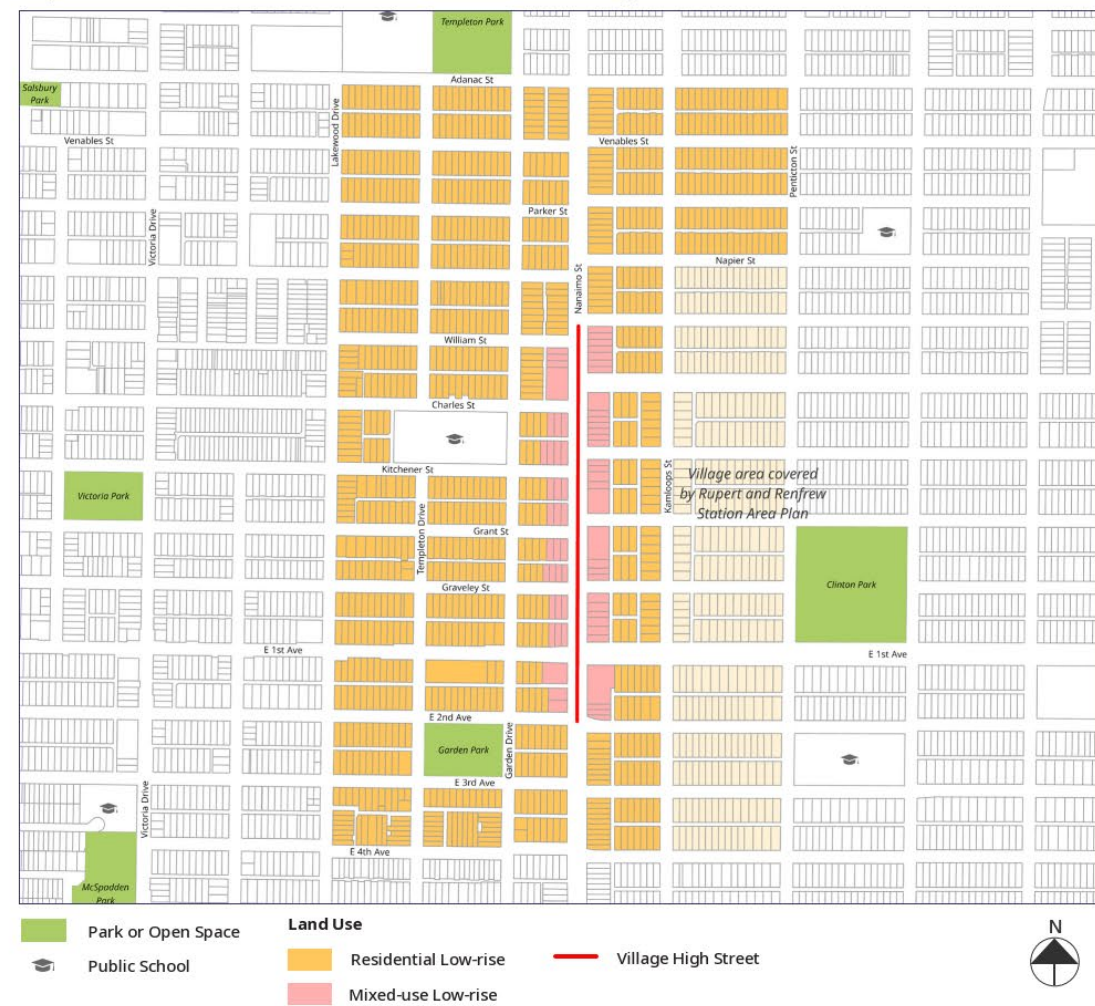 Templeton Park
Adanac St
Salsbury
Park
Lakewood Drive
Venables St
Venables St
Penticton St
Parker St
Victoria Drive
Napier St
Nanaimo St
William St
Charles St
Kitchener St
Kamloops St
Village area covered
by Rupert and Renfrew
Station Area Plan
Victoria Park
Templeton Drive
Grant St
Graveley St
Clinton Park
E 1st Ave
E 1st Ave
E 2nd Ave
Garden Park
Garden Drive
E 3rd Ave
Victoria Drive
E 4th Ave
McSpadden
Park
Park or Open Space
Public School
Land Use
Residential Low-rise
Mixed-use Low-rise
Village High Street
N